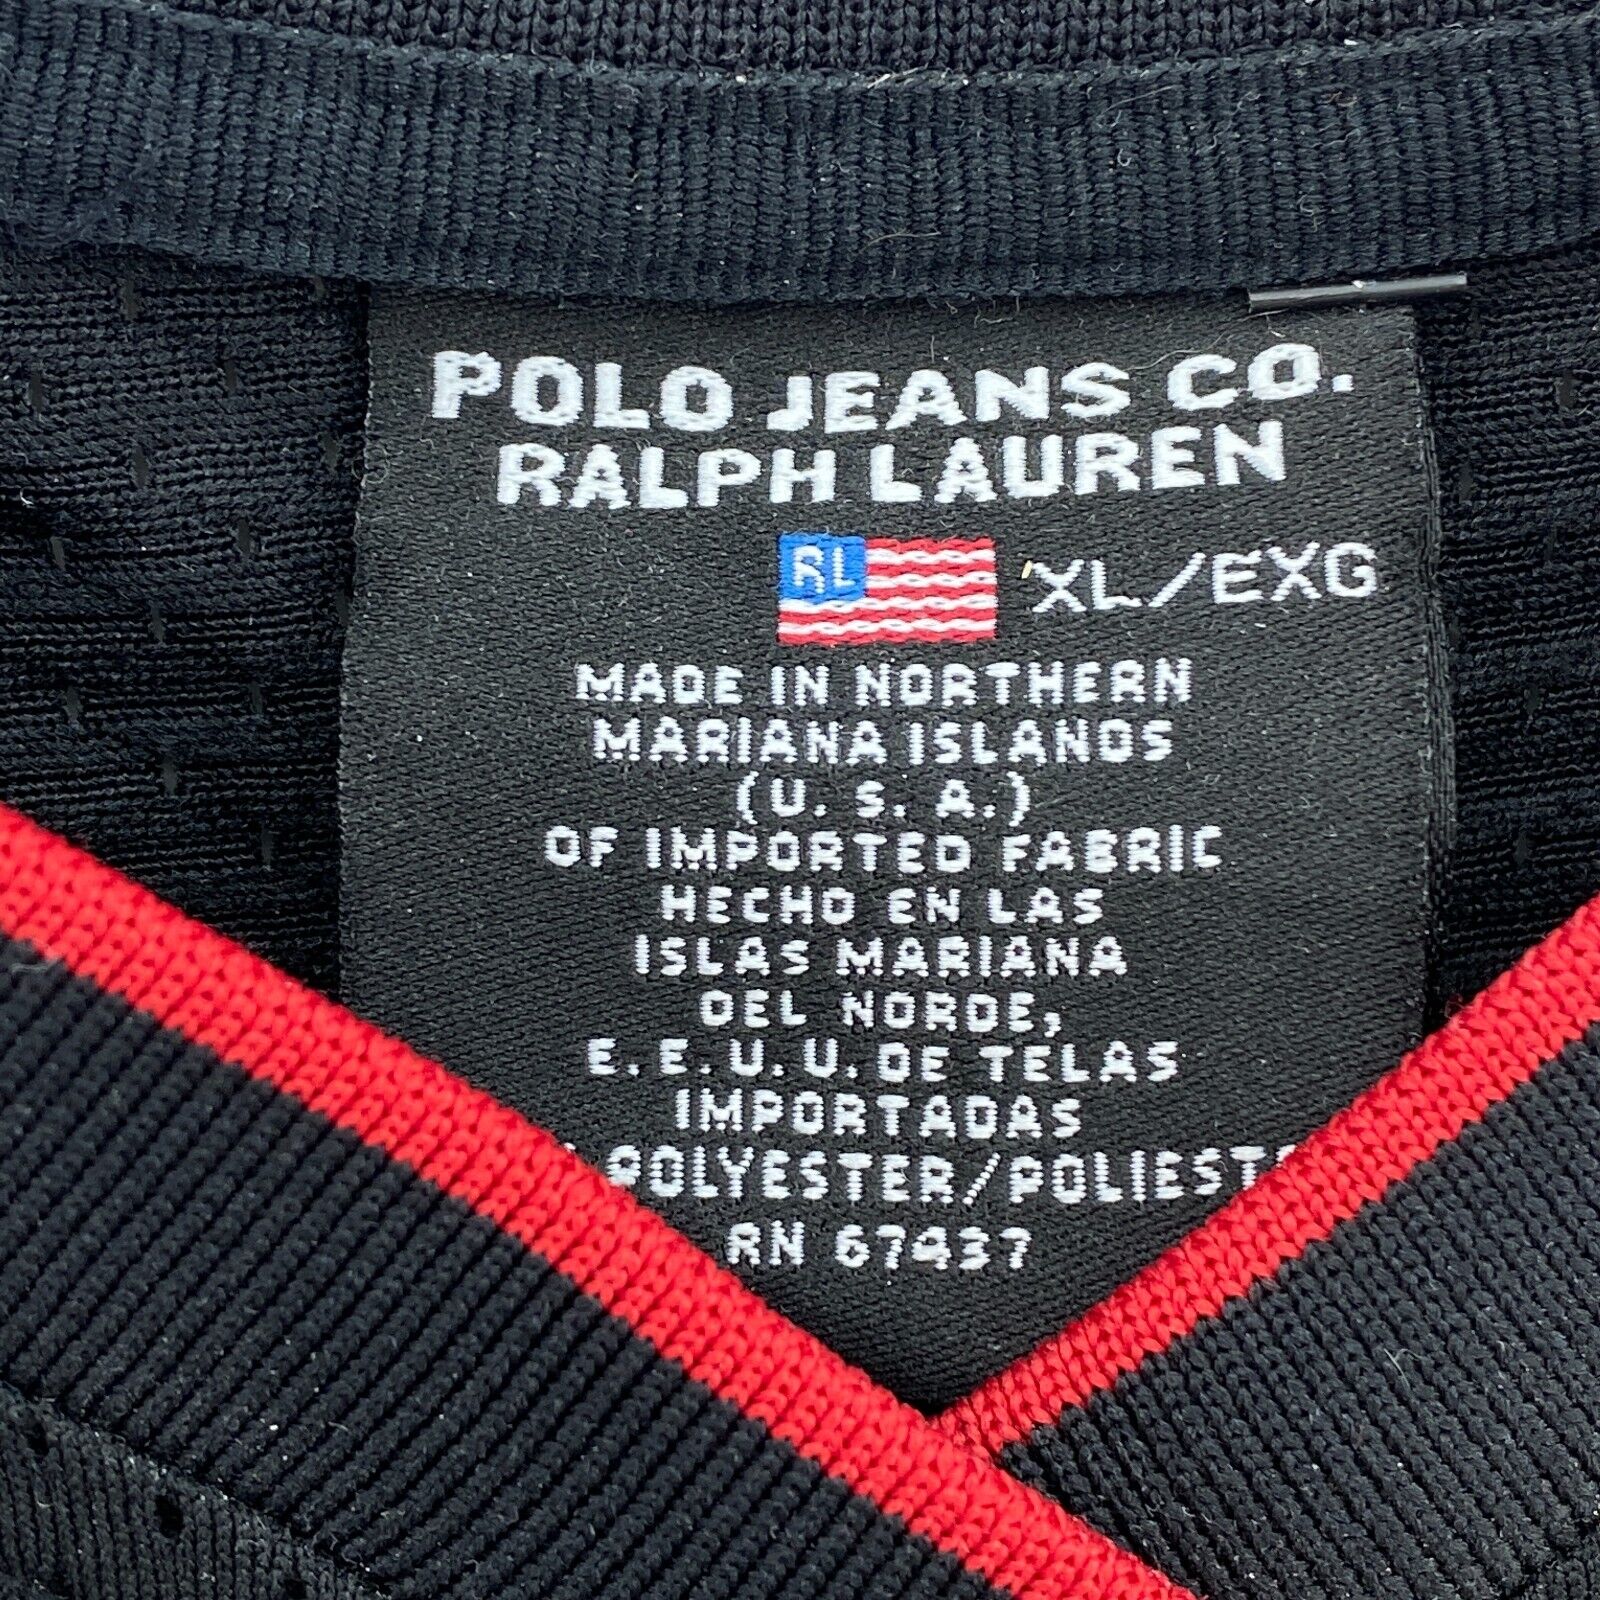 POLO JEANS CO.
RALPH LAUREN
RL XL/EXG
MADE IN NORTHERN
MARIANA ISLANDS
(U. S. A.)
OF IMPORTED FABRIC
HECHO EN LAS
ISLAS MARIANA
DEL NORDE,
E. E. U. U. DE TELAS
IMPORTADAS
POLYESTER/POLIESTE
RN 67437